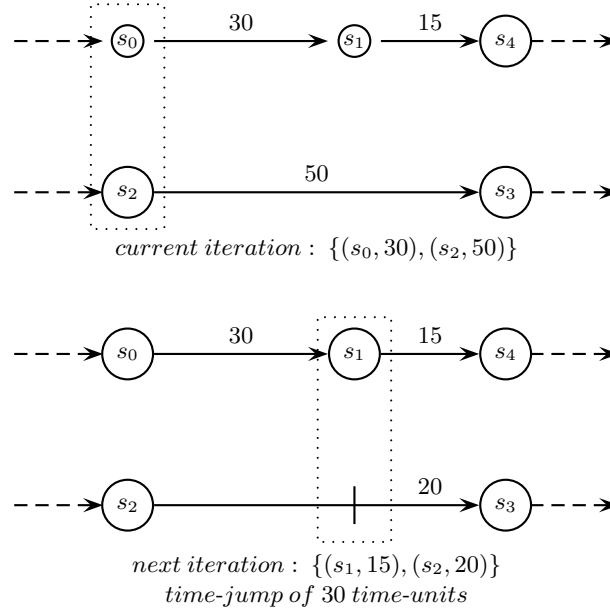 30 15
s₀ s₁ s₄
50
s₂ s₃
current iteration : {(s₀, 30), (s₂, 50)}
30 15
s₀ s₁ s₄
20
s₂ s₃
next iteration : {(s₁, 15), (s₂, 20)}
time-jump of 30 time-units